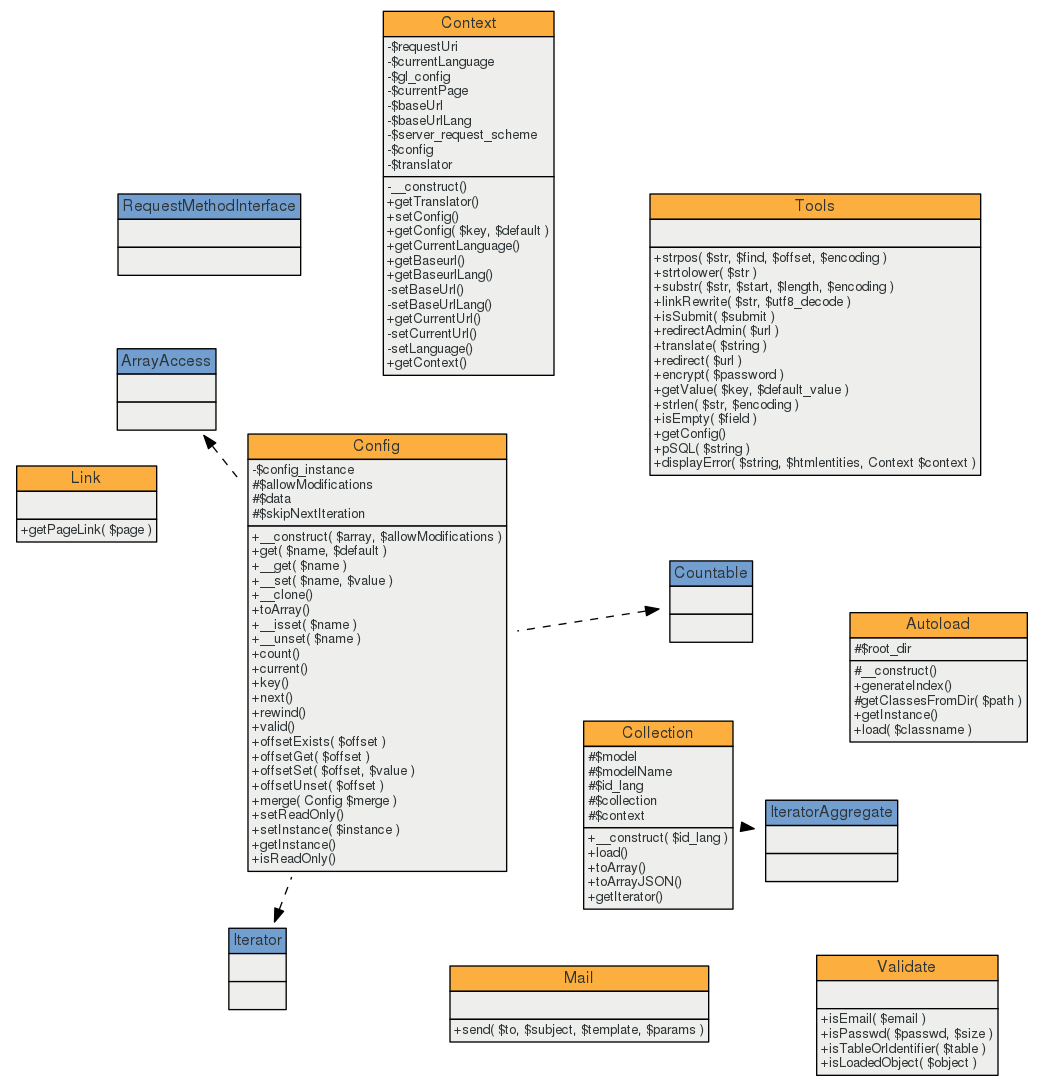 Context
-$requestUri
-$currentLanguage
-$gl_config
-$currentPage
-$baseUrl
-$baseUrlLang
-$server_request_scheme
-$config
-$translator
-__construct()
+getTranslator()
+setConfig()
+getConfig( $key, $default )
+getCurrentLanguage()
+getBaseurl()
+getBaseurlLang()
-setBaseUrl()
-setBaseUrlLang()
+getCurrentUrl()
-setCurrentUrl()
-setLanguage()
+getContext()
RequestMethodInterface
Tools
+strpos( $str, $find, $offset, $encoding )
+strtolower( $str )
+substr( $str, $start, $length, $encoding )
+linkRewrite( $str, $utf8_decode )
+isSubmit( $submit )
+redirectAdmin( $url )
+translate( $string )
+redirect( $url )
+encrypt( $password )
+getValue( $key, $default_value )
+strlen( $str, $encoding )
+isEmpty( $field )
+getConfig()
+pSQL( $string )
+displayError( $string, $htmlentities, Context $context )
ArrayAccess
Link
+getPageLink( $page )
Config
-$config_instance
#$allowModifications
#$data
#$skipNextIteration
+__construct( $array, $allowModifications )
+get( $name, $default )
+__get( $name )
+__set( $name, $value )
+__clone()
+toArray()
+__isset( $name )
+__unset( $name )
+count()
+current()
+key()
+next()
+rewind()
+valid()
+offsetExists( $offset )
+offsetGet( $offset )
+offsetSet( $offset, $value )
+offsetUnset( $offset )
+merge( Config $merge )
+setReadOnly()
+setInstance( $instance )
+getInstance()
+isReadOnly()
Countable
Autoload
#$root_dir
#__construct()
+generateIndex()
#getClassesFromDir( $path )
+getInstance()
+load( $classname )
Collection
#$model
#$modelName
#$id_lang
#$collection
#$context
+__construct( $id_lang )
+load()
+toArray()
+toArrayJSON()
+getIterator()
IteratorAggregate
Iterator
Mail
+send( $to, $subject, $template, $params )
Validate
+isEmail( $email )
+isPasswd( $passwd, $size )
+isTableOrIdentifier( $table )
+isLoadedObject( $object )